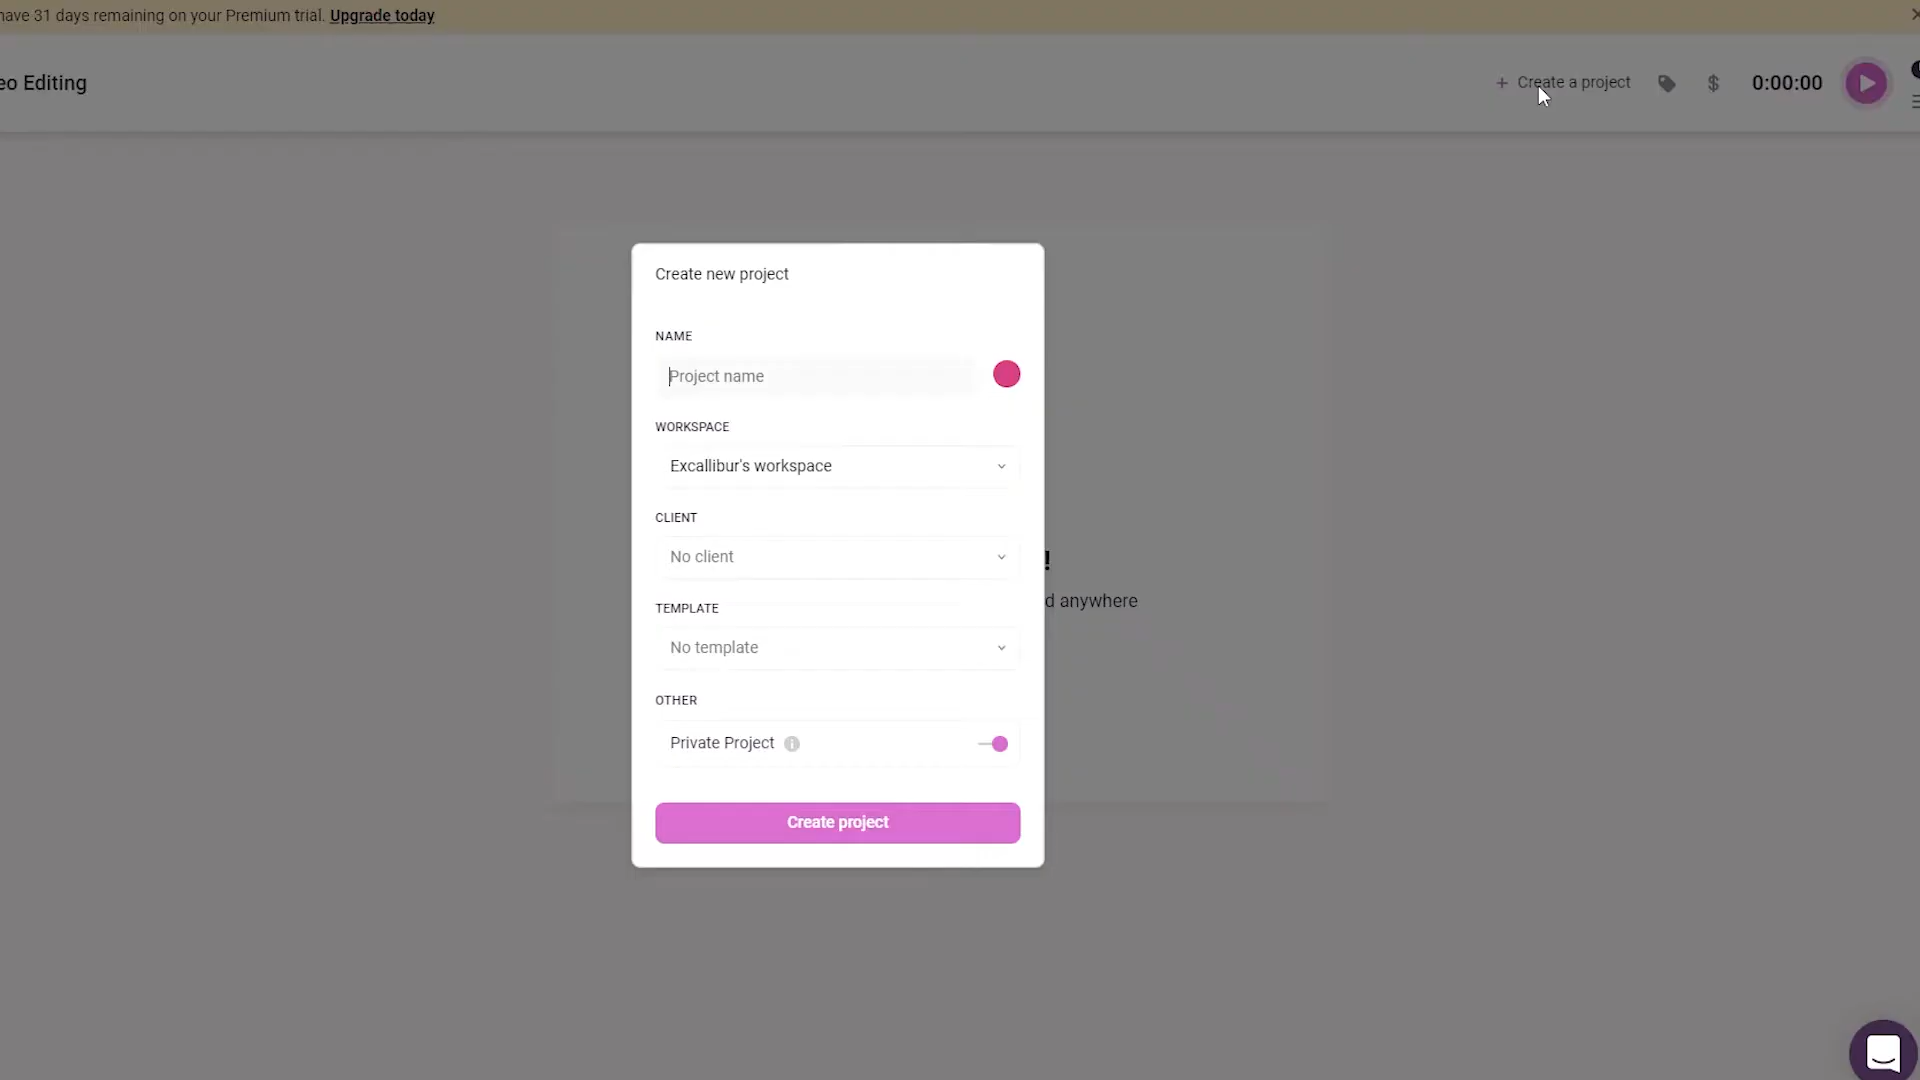 have 31 days remaining on your Premium trial. Upgrade today
eo Editing
+ Create a project
$
0:00:00
Create new project
NAME
Project name
WORKSPACE
Excallibur's workspace
CLIENT
No client
!
d anywhere
TEMPLATE
No template
OTHER
Private Project
Create project